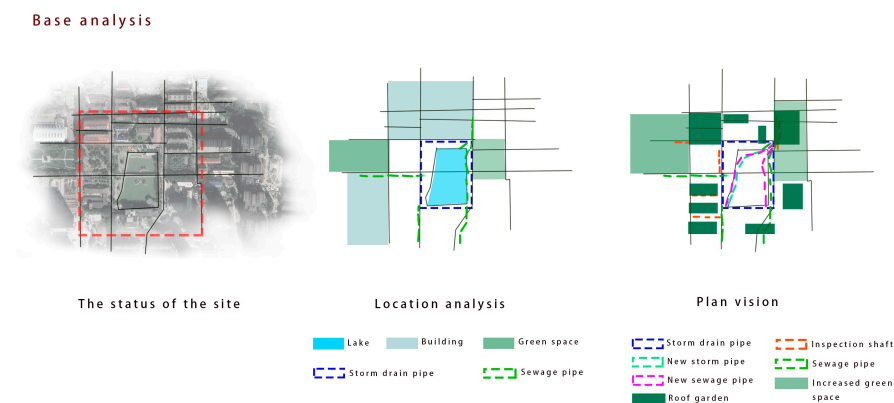 Base analysis
The status of the site
Location analysis
Plan vision
Lake
Building
Green space
Storm drain pipe
Sewage pipe
Storm drain pipe
Inspection shaft
New storm pipe
Sewage pipe
New sewage pipe
Increased green
space
Roof garden